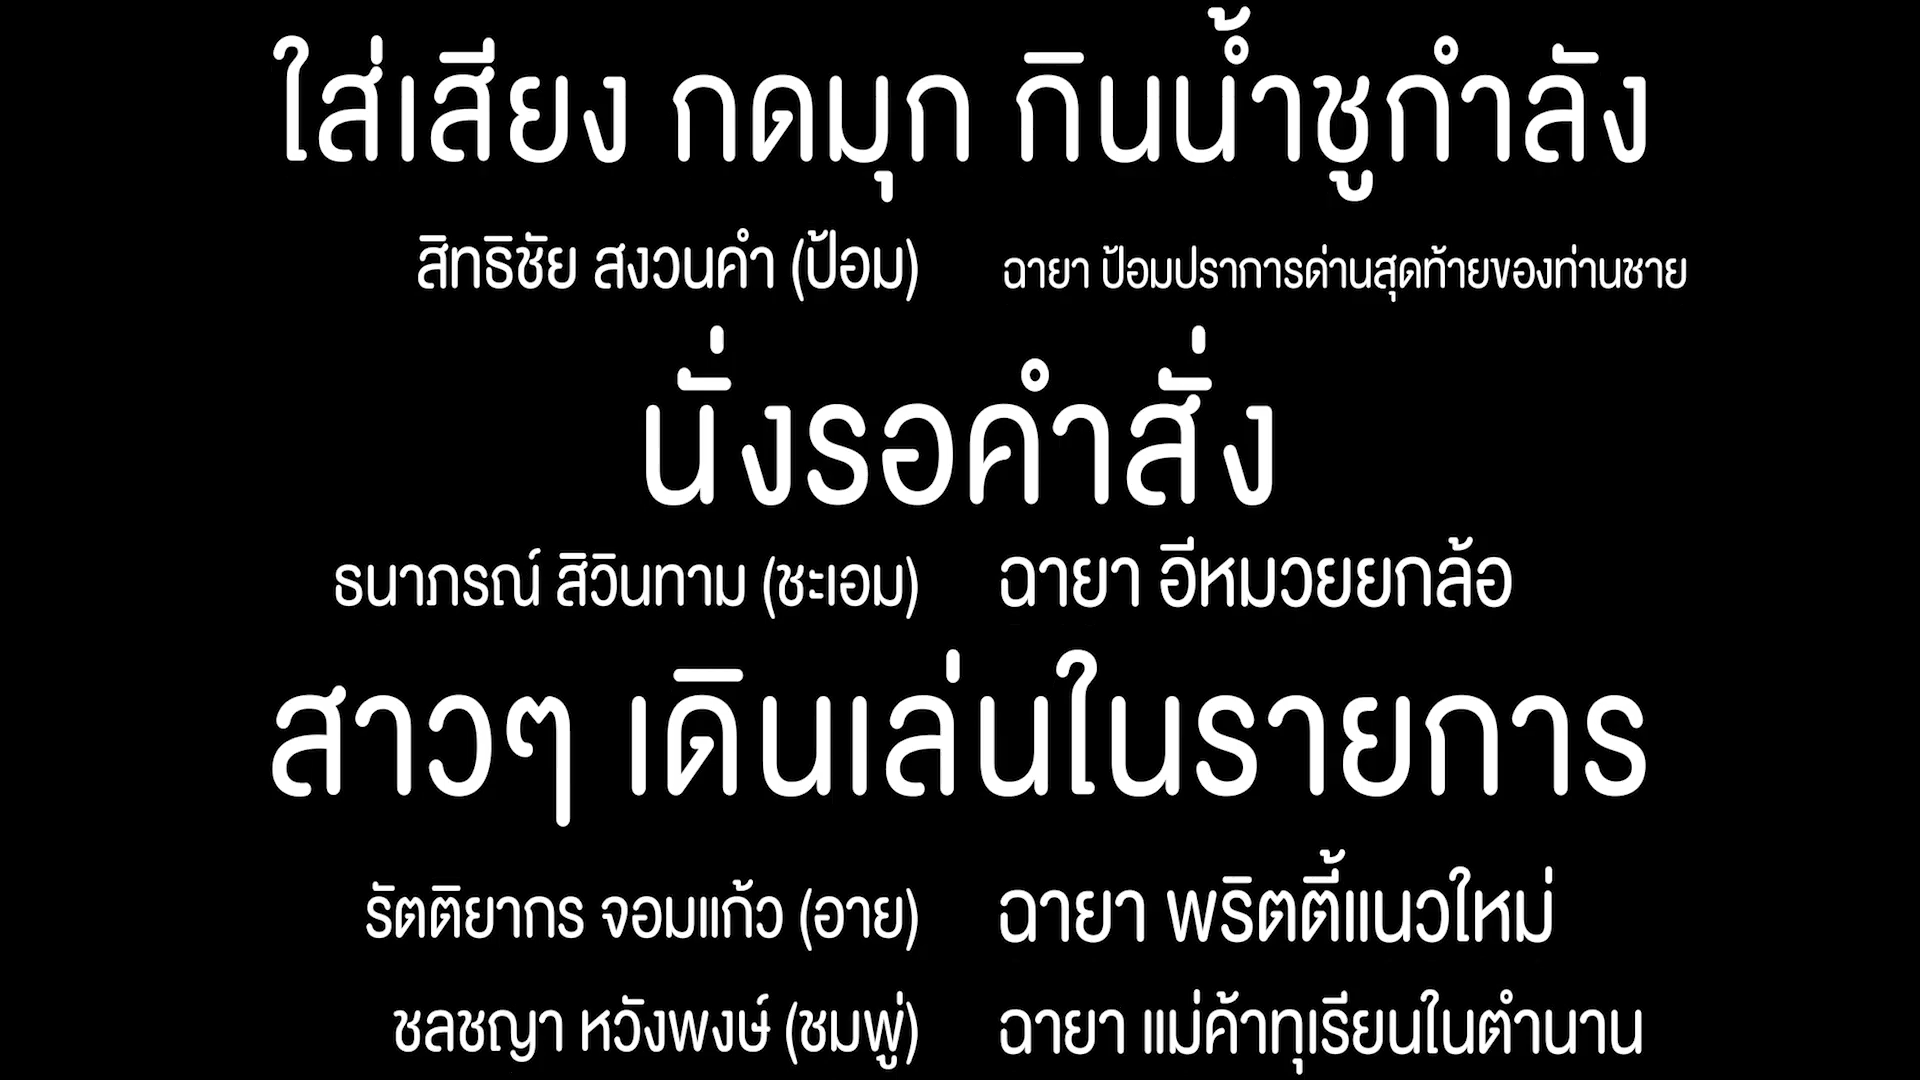 ใส่เสียง กดมุก กินน้ำชูกำลัง
สิทธิชัย สงวนคำ (ป้อม) ฉายา ป้อมปราการด่านสุดท้ายของท่านชาย
นั่งรอคำสั่ง
ธนาภรณ์ สิวินทาม (ชะเอม) ฉายา อีหมวยยกล้อ
สาวๆ เดินเล่นในรายการ
รัตติยากร จอมแก้ว (อาย) ฉายา พริตตี้แนวใหม่
ชลชญา หวังพงษ์ (ชมพู่) ฉายา แม่ค้าทุเรียนในตำนาน